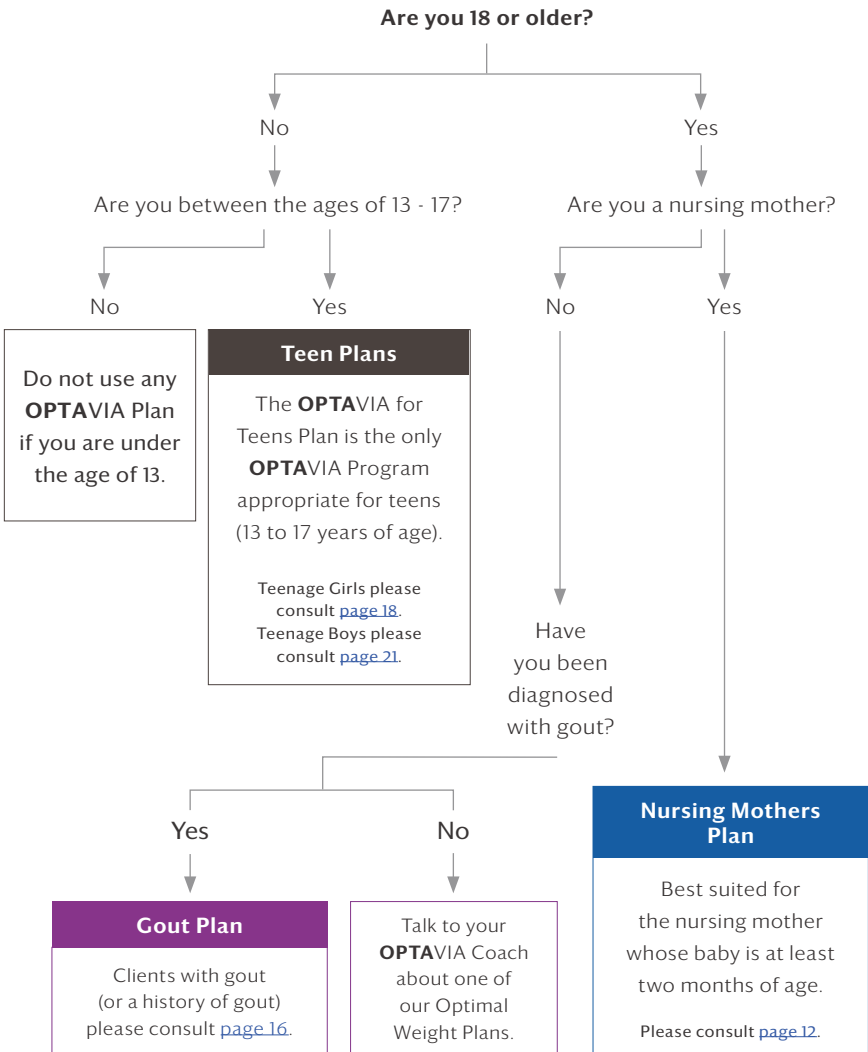 Are you 18 or older?
No
Yes
Are you between the ages of 13 - 17?
Are you a nursing mother?
No
Yes
No
Yes
Do not use any
OPTAVIA Plan
if you are under
the age of 13.
Teen Plans
The OPTAVIA for
Teens Plan is the only
OPTAVIA Program
appropriate for teens
(13 to 17 years of age).
Teenage Girls please
consult page 18.
Teenage Boys please
consult page 21.
Have
you been
diagnosed
with gout?
Yes
No
Gout Plan
Clients with gout
(or a history of gout)
please consult page 16.
Talk to your
OPTAVIA Coach
about one of
our Optimal
Weight Plans.
Nursing Mothers
Plan
Best suited for
the nursing mother
whose baby is at least
two months of age.
Please consult page 12.